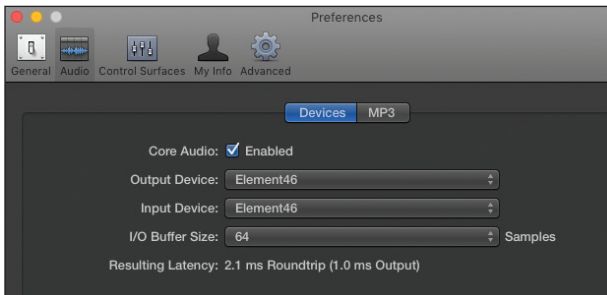 Preferences
General Audio Control Surfaces My Info Advanced
Devices MP3
Core Audio: Enabled
Output Device: Element46
Input Device: Element46
I/O Buffer Size: 64 Samples
Resulting Latency: 2.1 ms Roundtrip (1.0 ms Output)